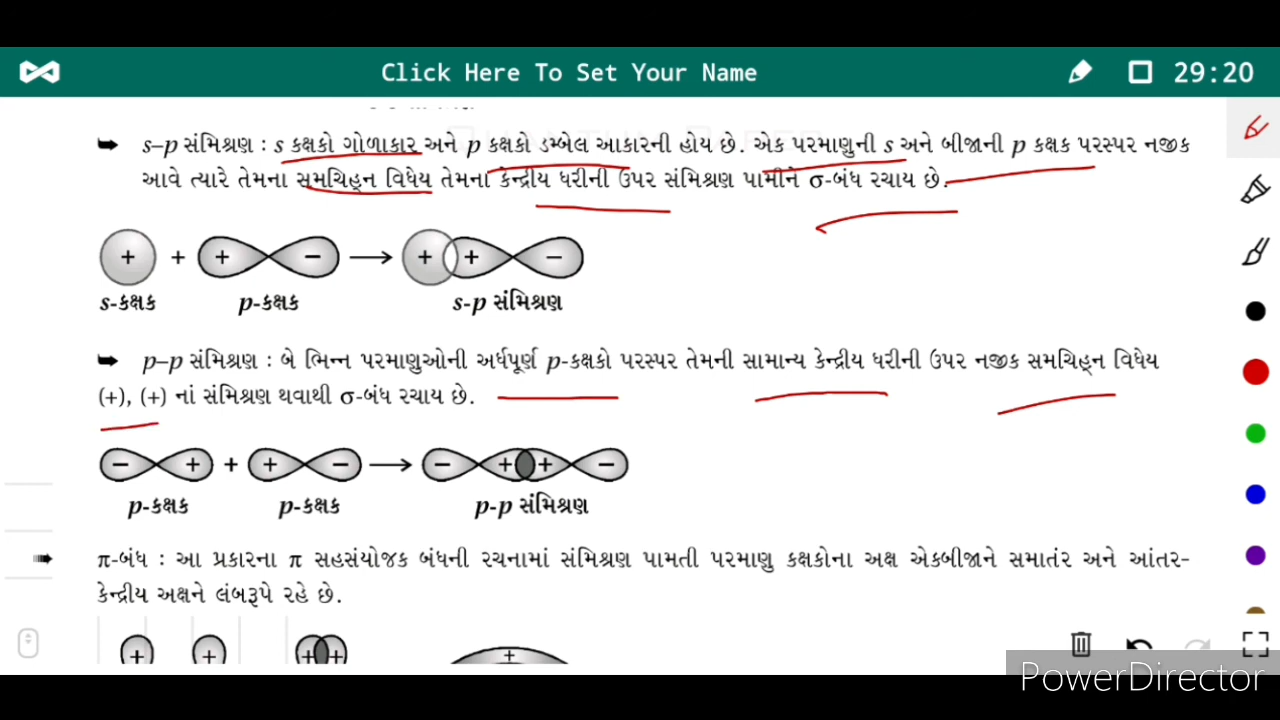 Click Here To Set Your Name
29:20
➥ s–p સંમિશ્રણ : s કક્ષકો ગોળાકાર અને p કક્ષકો ડમ્બેલ આકારની હોય છે. એક પરમાણુની s અને બીજાની p કક્ષક પરસ્પર નજીક
આવે ત્યારે તેમના સમચિહ્ન વિધેય તેમના કેન્દ્રીય ધરીની ઉપર સંમિશ્રણ પામીને σ-બંધ રચાય છે.
+ + + − → + + −
s-કક્ષક p-કક્ષક s-p સંમિશ્રણ
➥ p–p સંમિશ્રણ : બે ભિન્ન પરમાણુઓની અર્ધપૂર્ણ p-કક્ષકો પરસ્પર તેમની સામાન્ય કેન્દ્રીય ધરીની ઉપર નજીક સમચિહ્ન વિધેય
(+), (+) નાં સંમિશ્રણ થવાથી σ-બંધ રચાય છે.
− + + + − → − + + −
p-કક્ષક p-કક્ષક p-p સંમિશ્રણ
➠ π-બંધ : આ પ્રકારના π સહસંયોજક બંધની રચનામાં સંમિશ્રણ પામતી પરમાણુ કક્ષકોના અક્ષ એકબીજાને સમાતંર અને આંતર-
કેન્દ્રીય અક્ષને લંબરૂપે રહે છે.
+ + + + +
PowerDirector